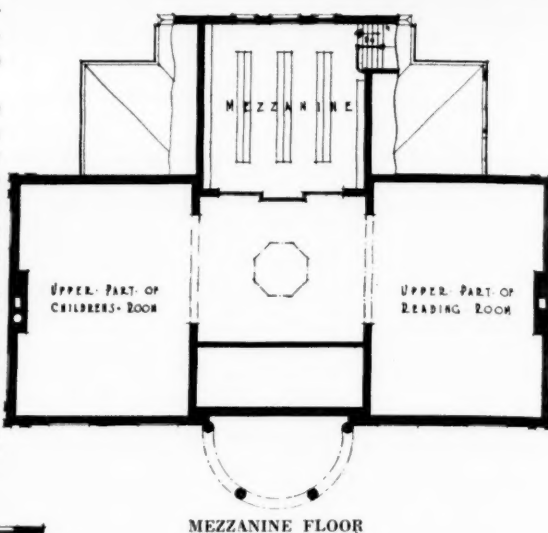 MEZZANINE
UPPER · PART · OF
CHILDRENS · ROOM
UPPER · PART · OF
READING ROOM
MEZZANINE FLOOR